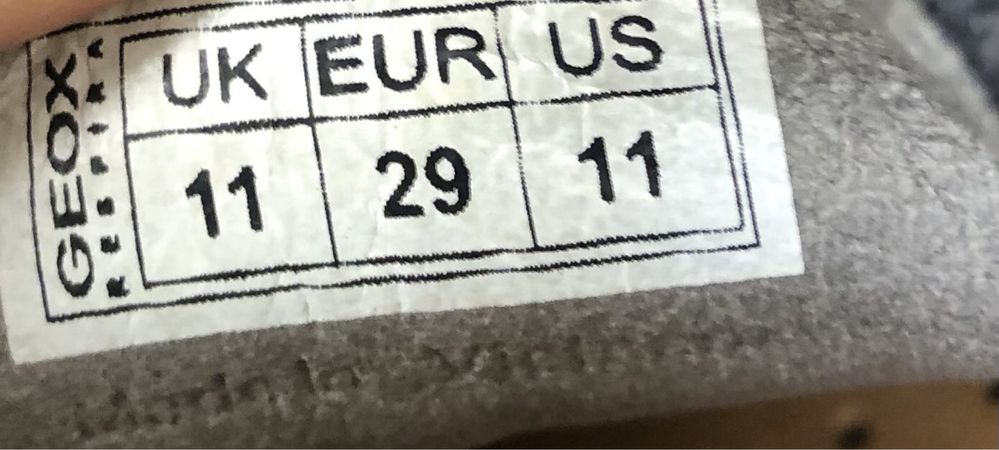 GEOX
RESPIRA
UK EUR US
11 29 11